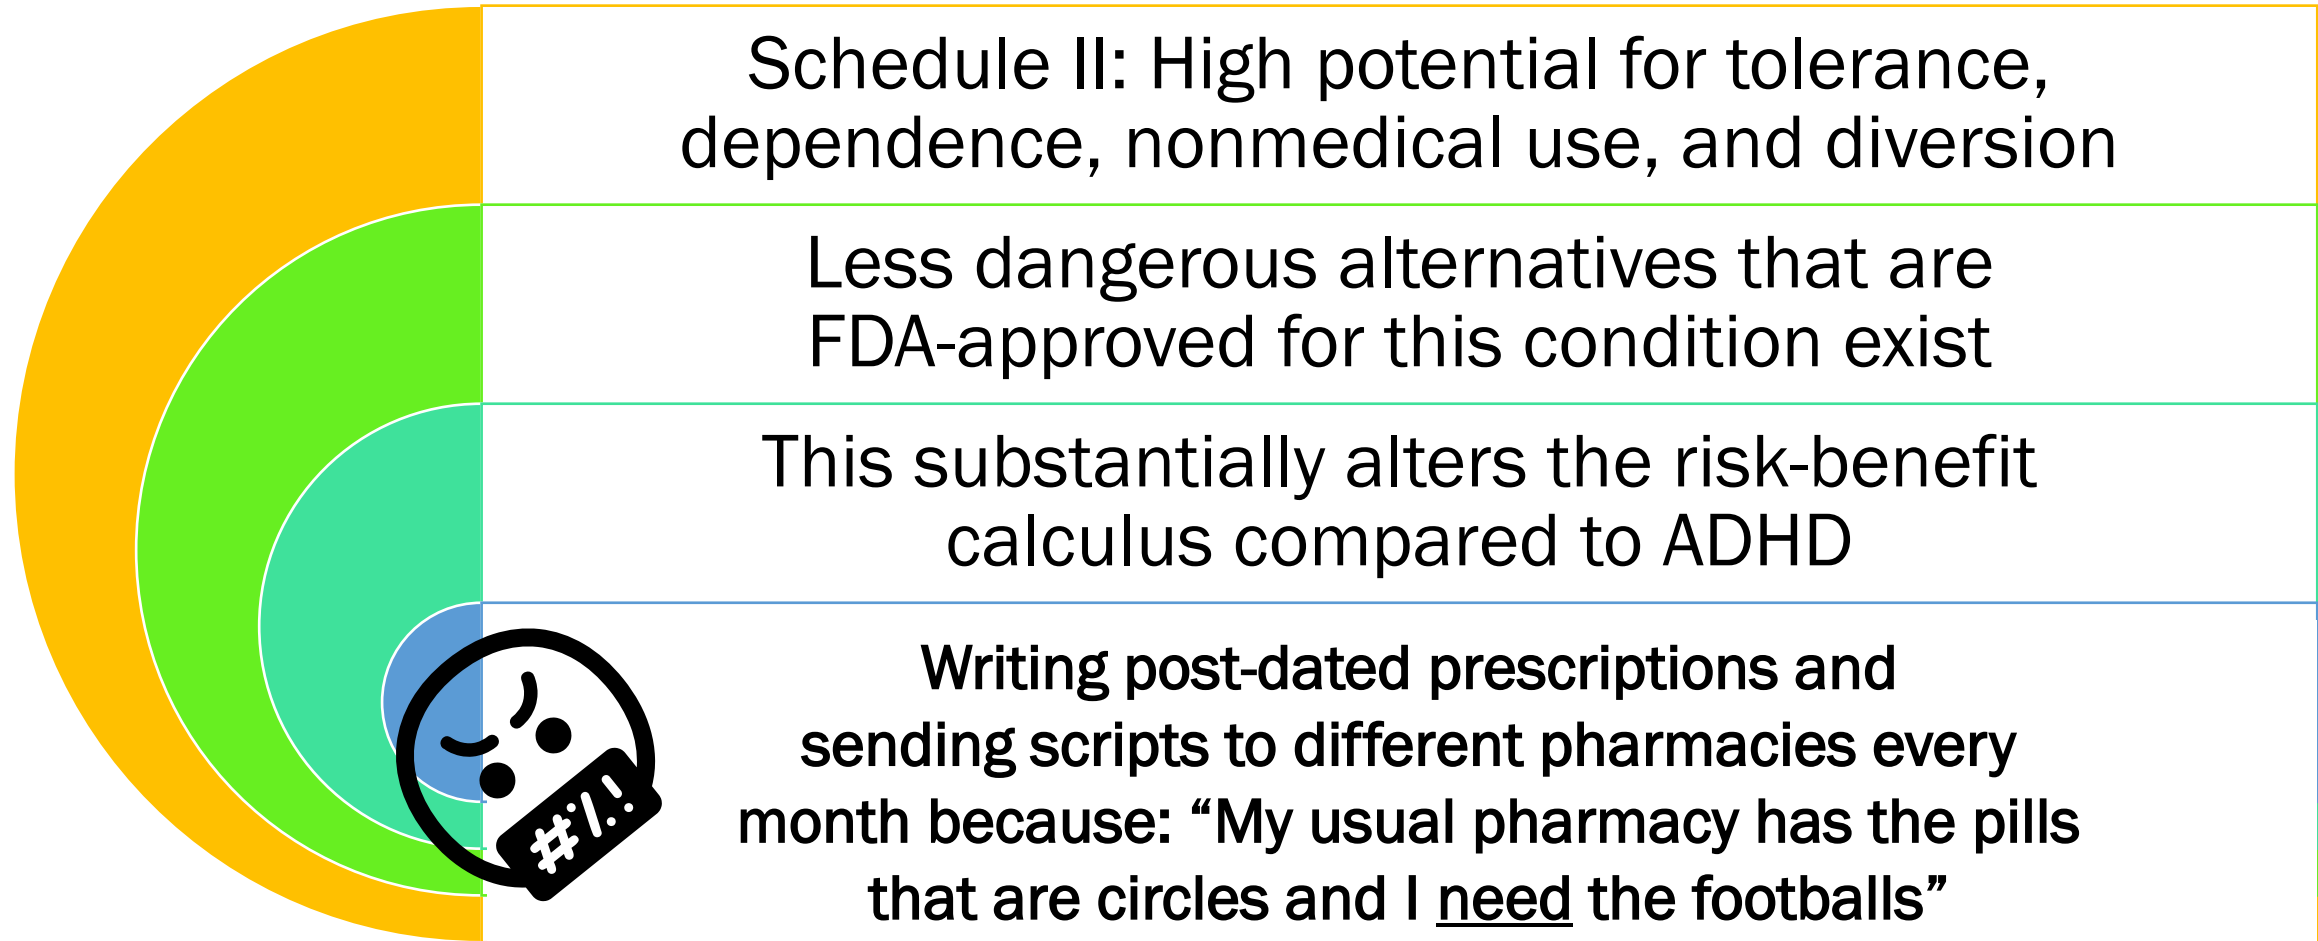 Schedule II: High potential for tolerance,
dependence, nonmedical use, and diversion
Less dangerous alternatives that are
FDA-approved for this condition exist
This substantially alters the risk-benefit
calculus compared to ADHD
Writing post-dated prescriptions and
sending scripts to different pharmacies every
month because: “My usual pharmacy has the pills
that are circles and I need the footballs”
#/!